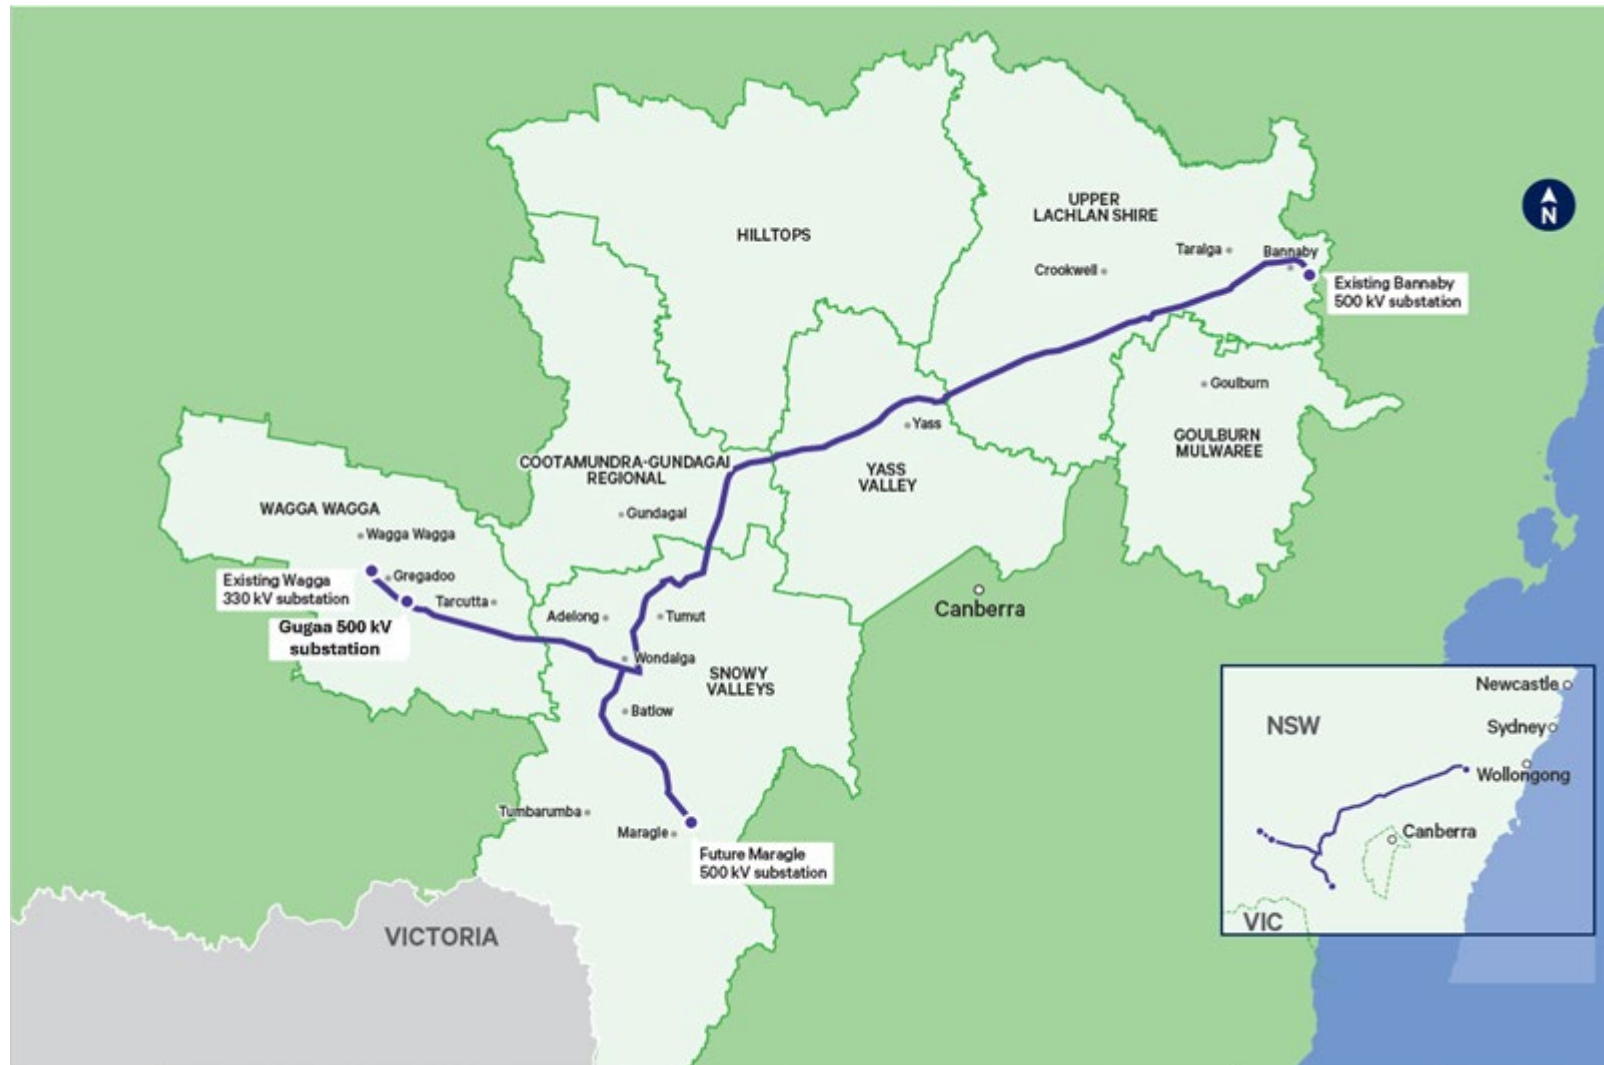 N
UPPER
LACHLAN SHIRE
HILLTOPS
Taralga
Bannaby
Crookwell
Existing Bannaby
500 kV substation
Goulburn
Yass
GOULBURN
MULWAREE
COOTAMUNDRA-GUNDAGAI
REGIONAL
YASS
VALLEY
WAGGA WAGGA
Gundagai
Wagga Wagga
Existing Wagga
330 kV substation
Gregadoo
Tarcutta
Gugaa 500 kV
substation
Adelong
Tumut
Canberra
Wondalga
SNOWY
VALLEYS
Batlow
Tumbarumba
Maragle
Future Maragle
500 kV substation
VICTORIA
Newcastle
NSW
Sydney
Wollongong
Canberra
VIC